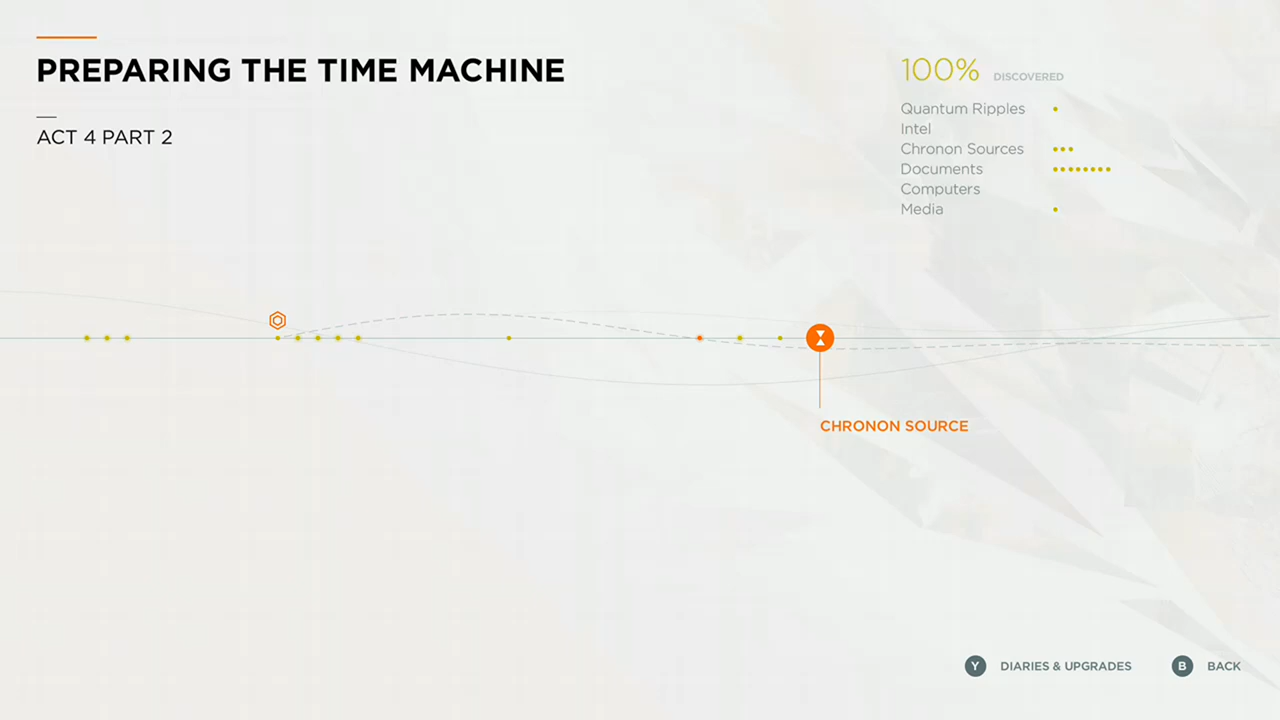 PREPARING THE TIME MACHINE
ACT 4 PART 2
100% DISCOVERED
Quantum Ripples
Intel
Chronon Sources
Documents
Computers
Media
CHRONON SOURCE
Y DIARIES & UPGRADES B BACK